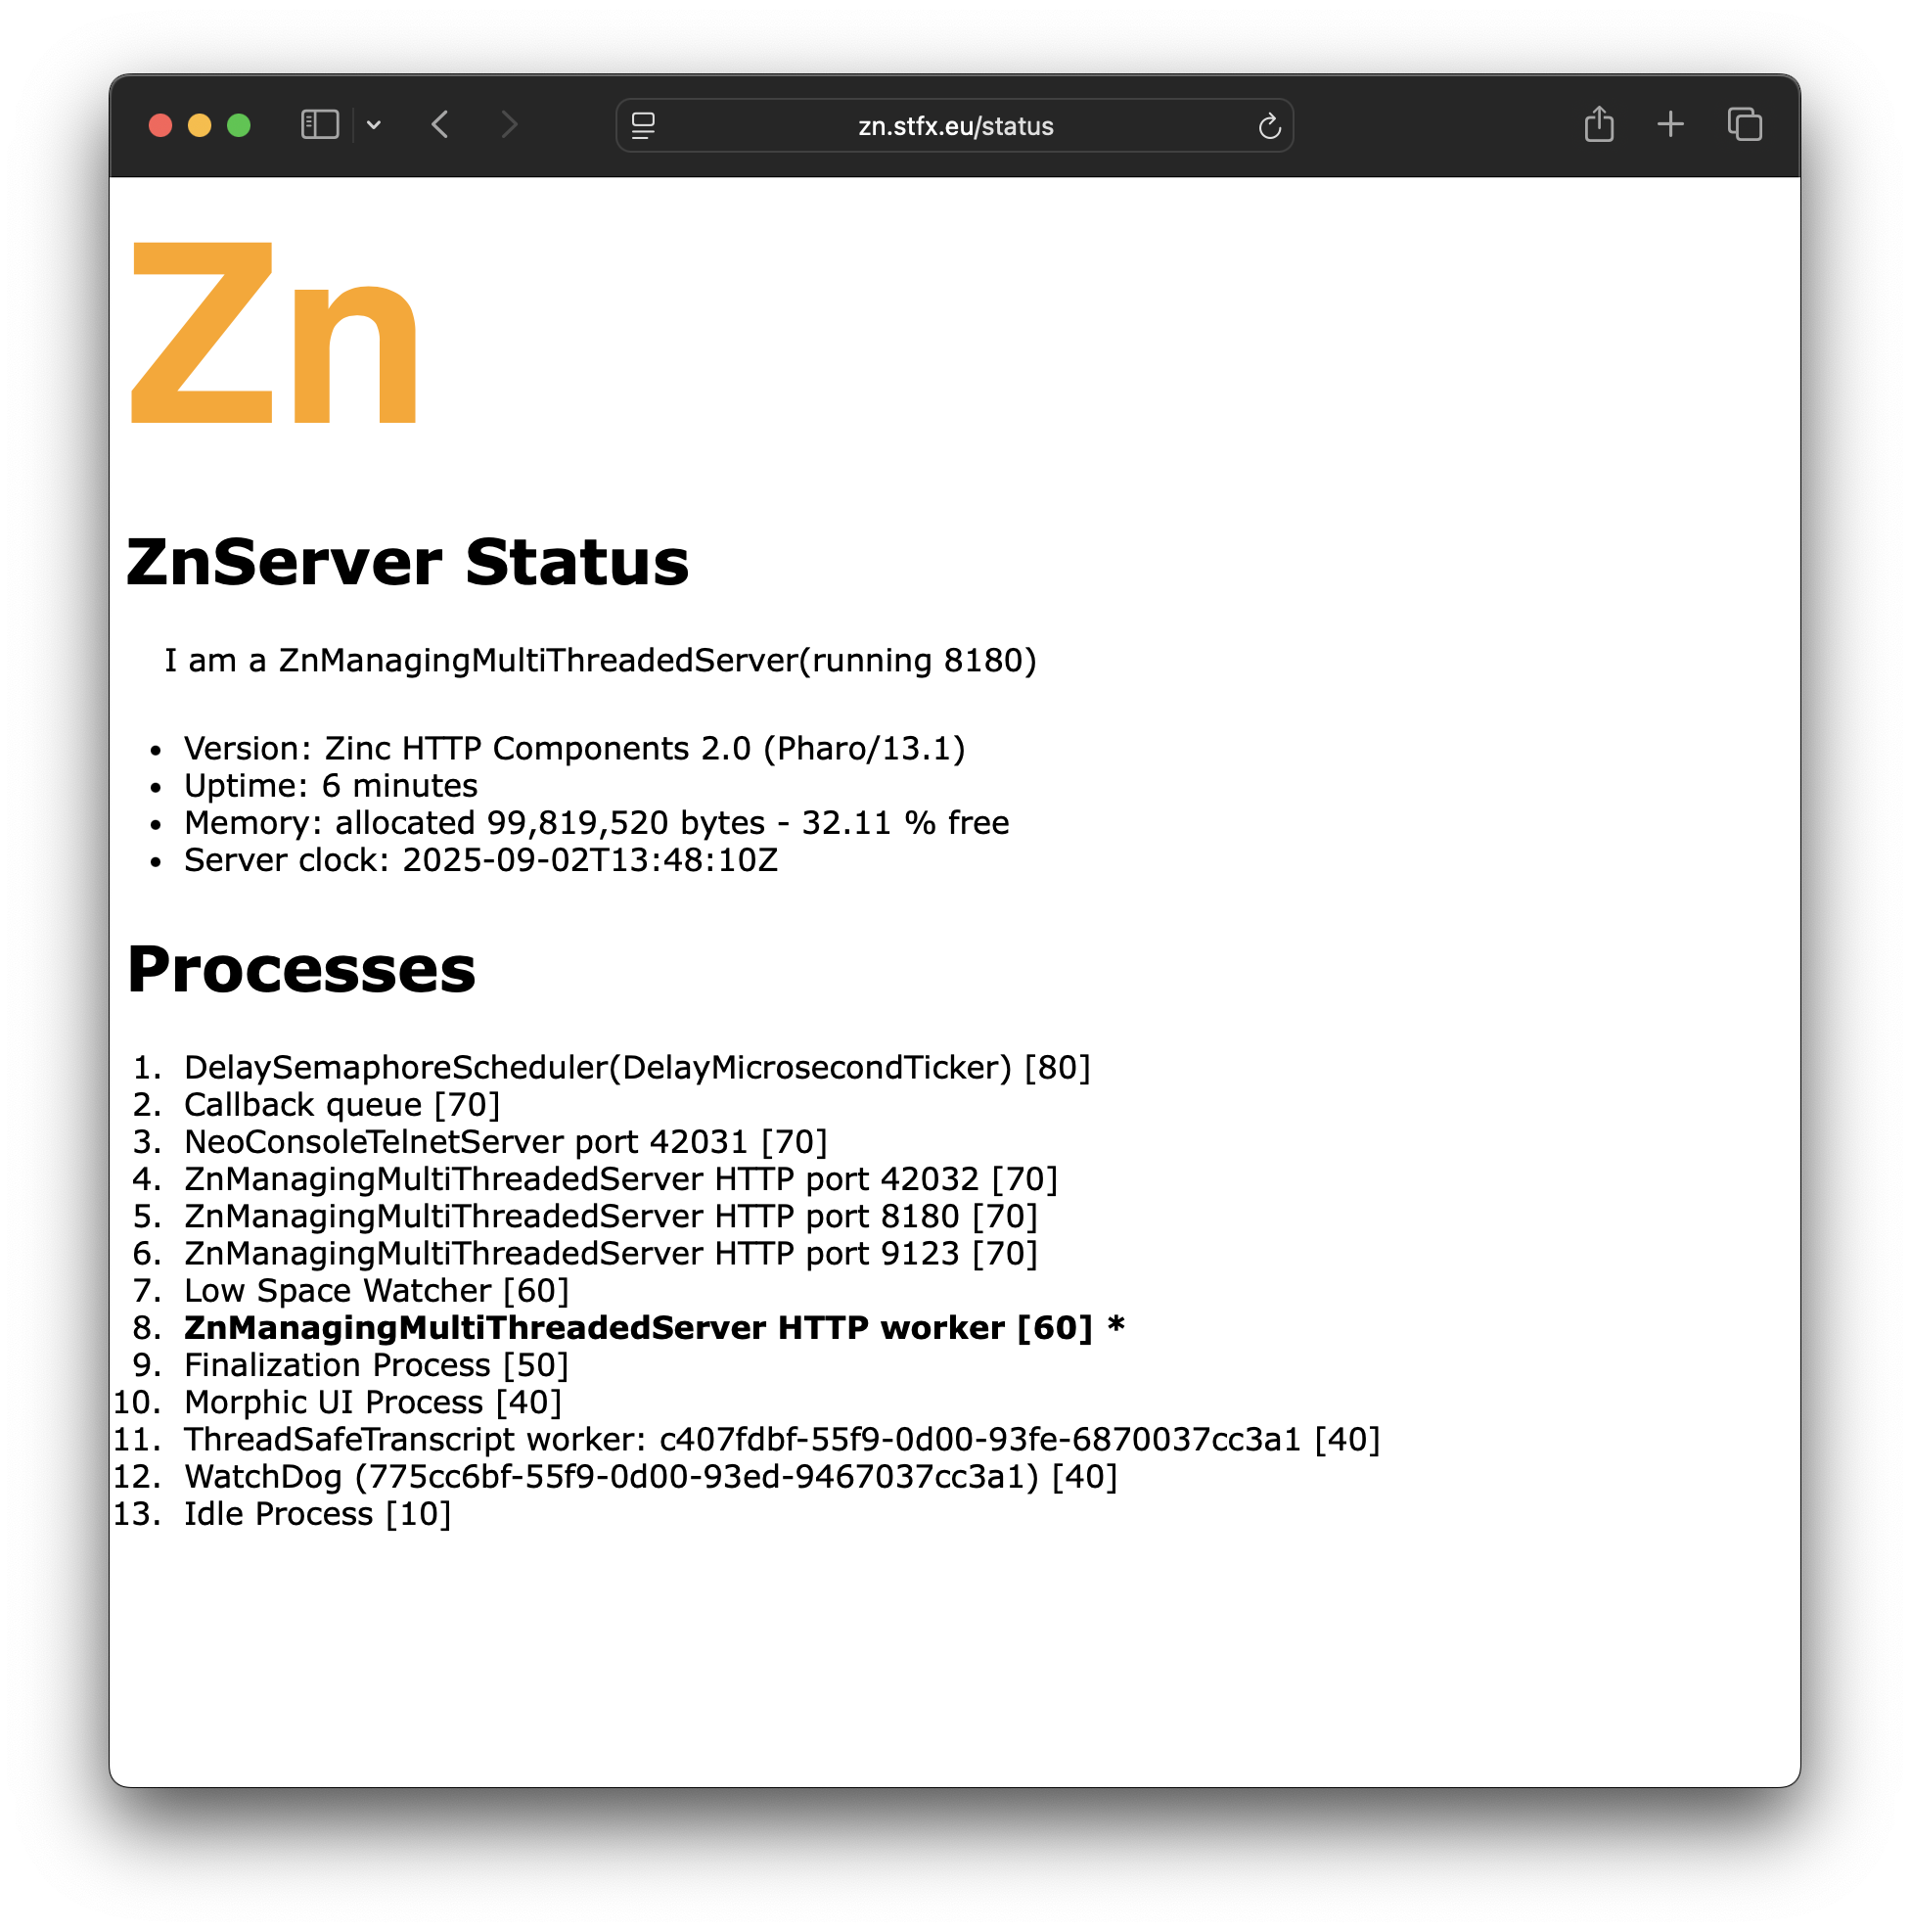 zn.stfx.eu/status
Zn
ZnServer Status
I am a ZnManagingMultiThreadedServer(running 8180)
• Version: Zinc HTTP Components 2.0 (Pharo/13.1)
• Uptime: 6 minutes
• Memory: allocated 99,819,520 bytes - 32.11 % free
• Server clock: 2025-09-02T13:48:10Z
Processes
1. DelaySemaphoreScheduler(DelayMicrosecondTicker) [80]
2. Callback queue [70]
3. NeoConsoleTelnetServer port 42031 [70]
4. ZnManagingMultiThreadedServer HTTP port 42032 [70]
5. ZnManagingMultiThreadedServer HTTP port 8180 [70]
6. ZnManagingMultiThreadedServer HTTP port 9123 [70]
7. Low Space Watcher [60]
8. ZnManagingMultiThreadedServer HTTP worker [60] *
9. Finalization Process [50]
10. Morphic UI Process [40]
11. ThreadSafeTranscript worker: c407fdbf-55f9-0d00-93fe-6870037cc3a1 [40]
12. WatchDog (775cc6bf-55f9-0d00-93ed-9467037cc3a1) [40]
13. Idle Process [10]